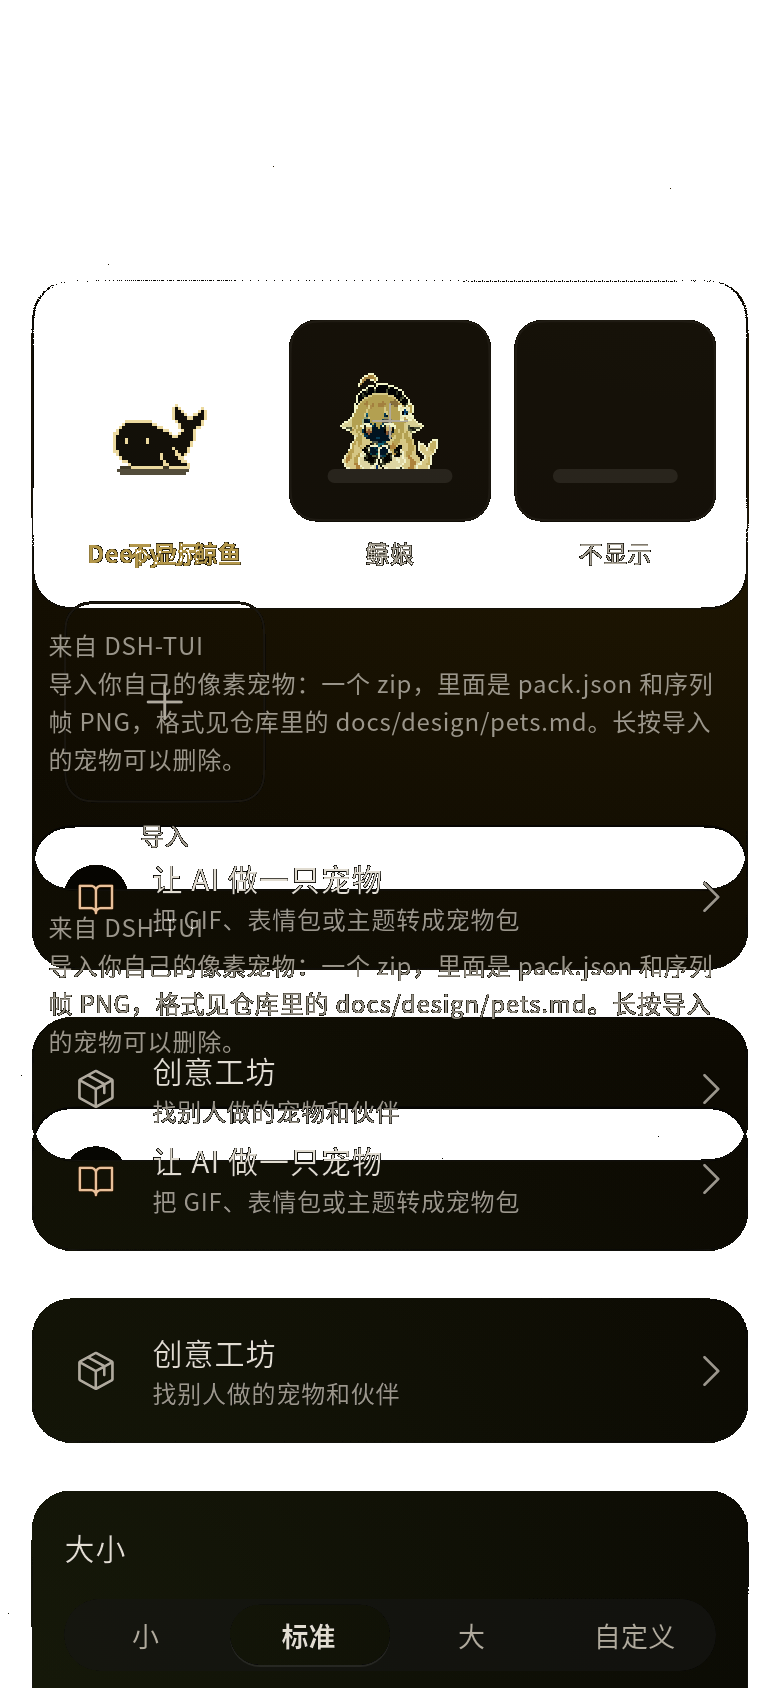 鲸娘
不显示
来自 DSH-TUI
导入你自己的像素宠物：一个 zip，里面是 pack.json 和序列
帧 PNG，格式见仓库里的 docs/design/pets.md。长按导入
的宠物可以删除。
导入
让 AI 做一只宠物
把 GIF、表情包或主题转成宠物包
来自 DSH-TUI
导入你自己的像素宠物：一个 zip，里面是 pack.json 和序列
帧 PNG，格式见仓库里的 docs/design/pets.md。长按导入
的宠物可以删除。
创意工坊
找别人做的宠物和伙伴
让 AI 做一只宠物
把 GIF、表情包或主题转成宠物包
创意工坊
找别人做的宠物和伙伴
大小
小
标准
大
自定义